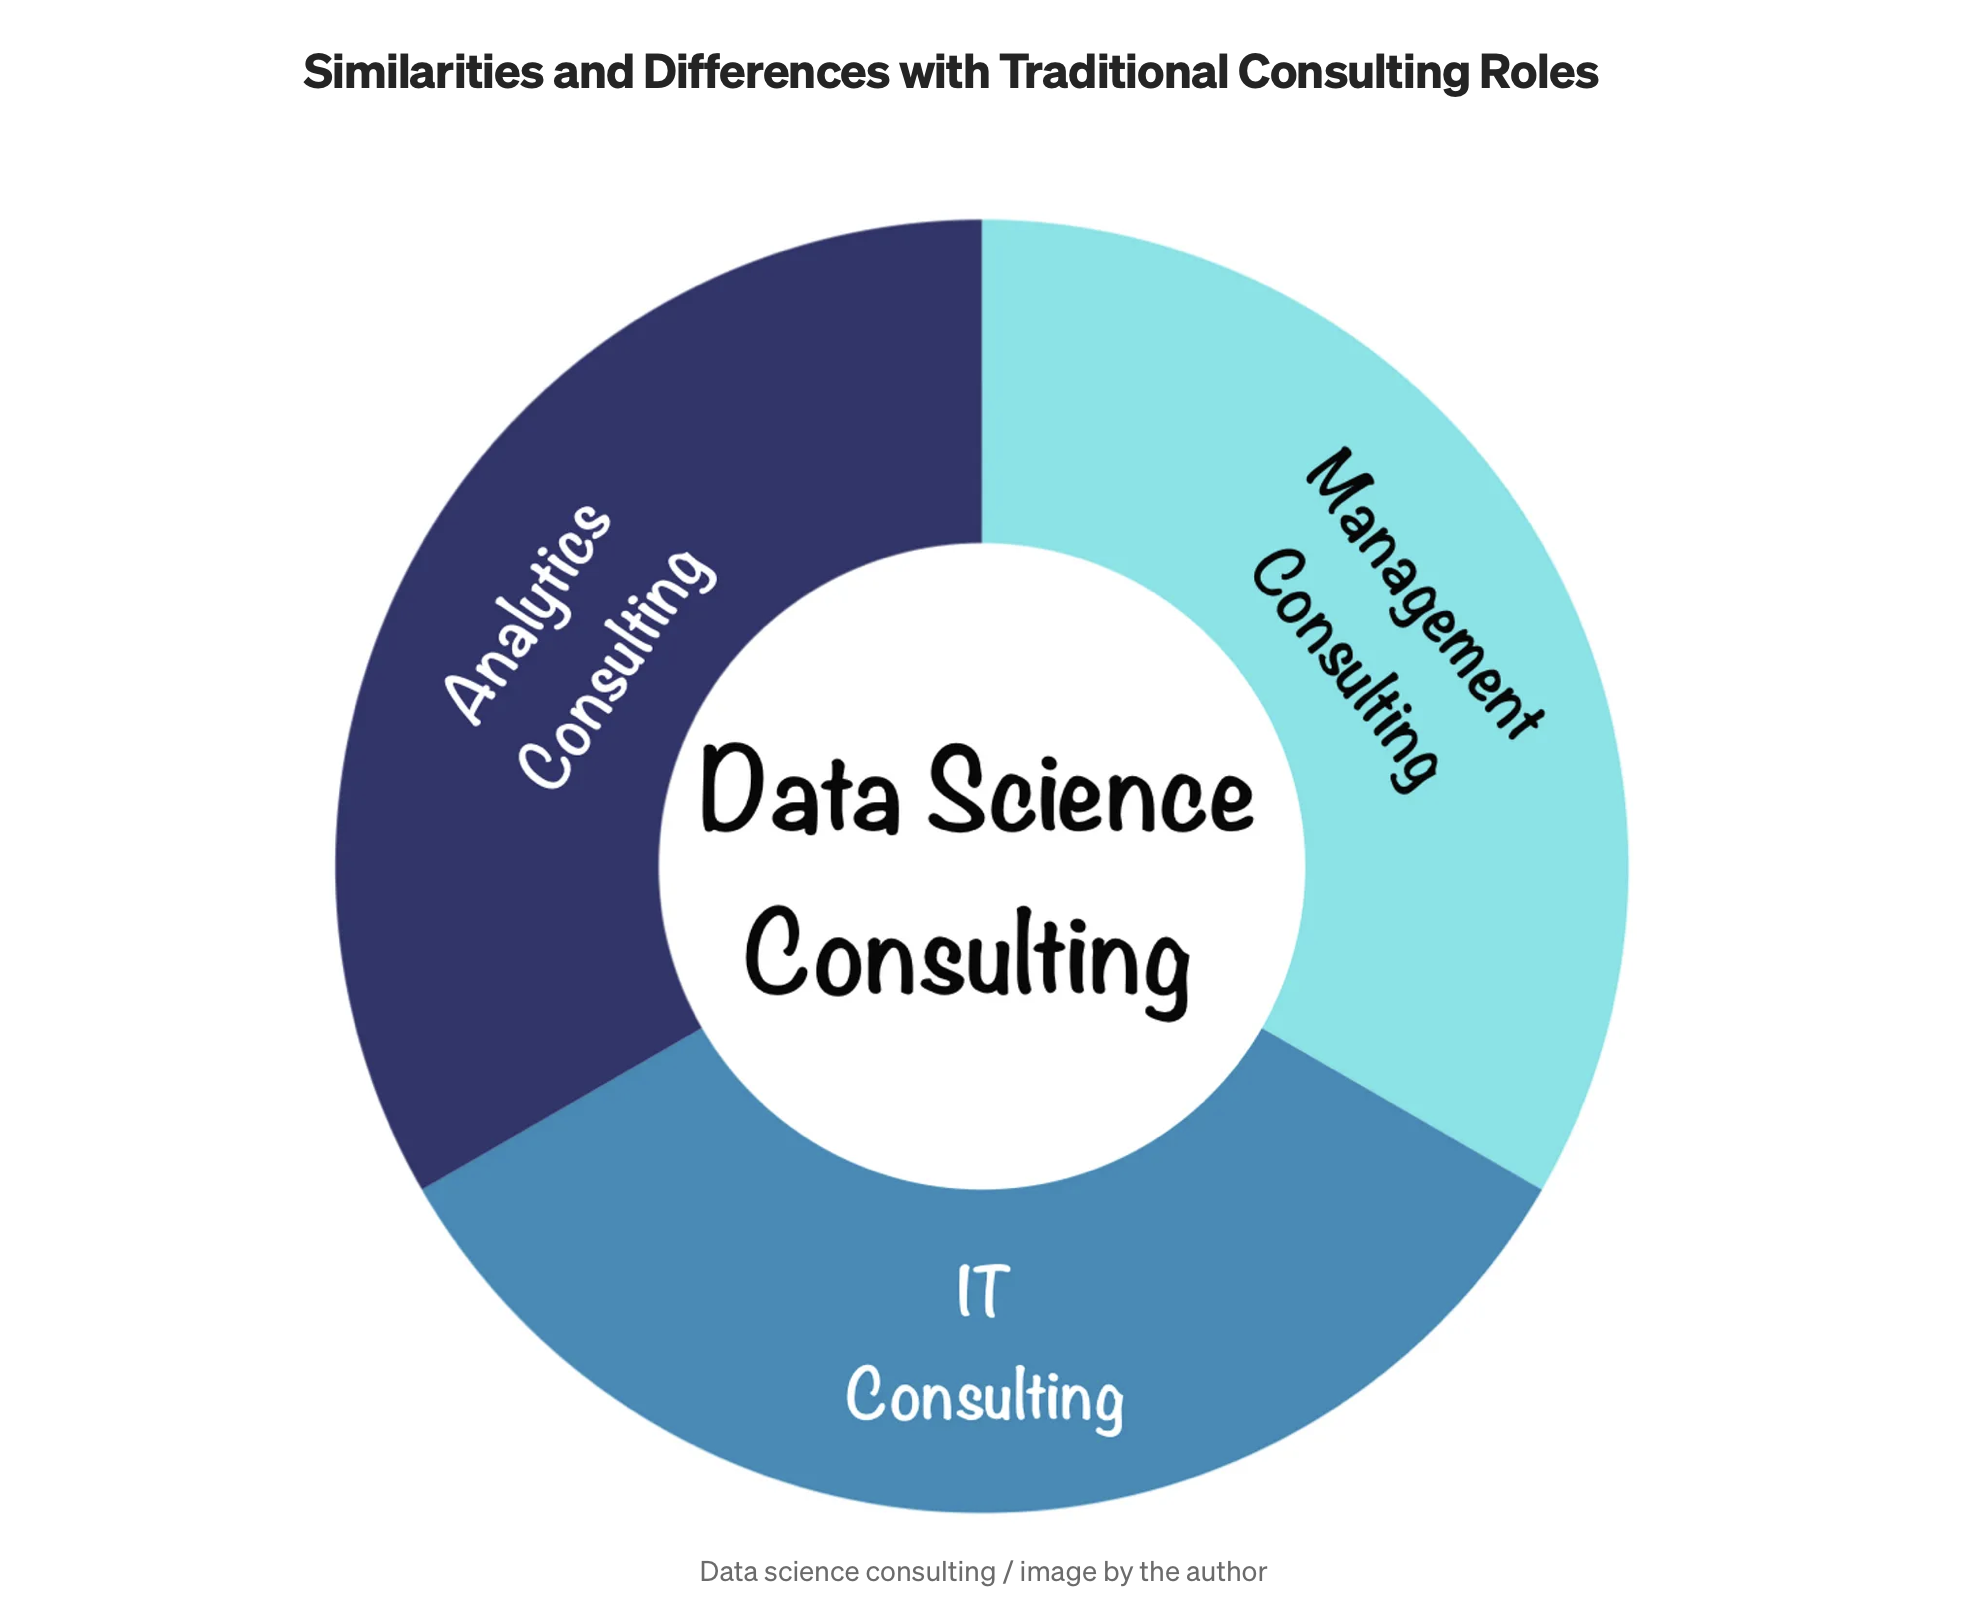 Similarities and Differences with Traditional Consulting Roles
Analytics
Consulting
Management
Consulting
Data Science
Consulting
IT
Consulting
Data science consulting / image by the author